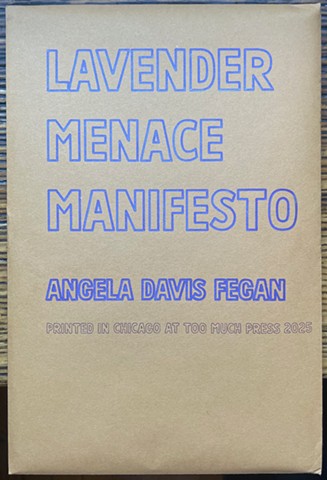 LAVENDER
MENACE
MANIFESTO
ANGELA DAVIS FEGAN
PRINTED IN CHICAGO AT TOO MUCH PRESS 2025